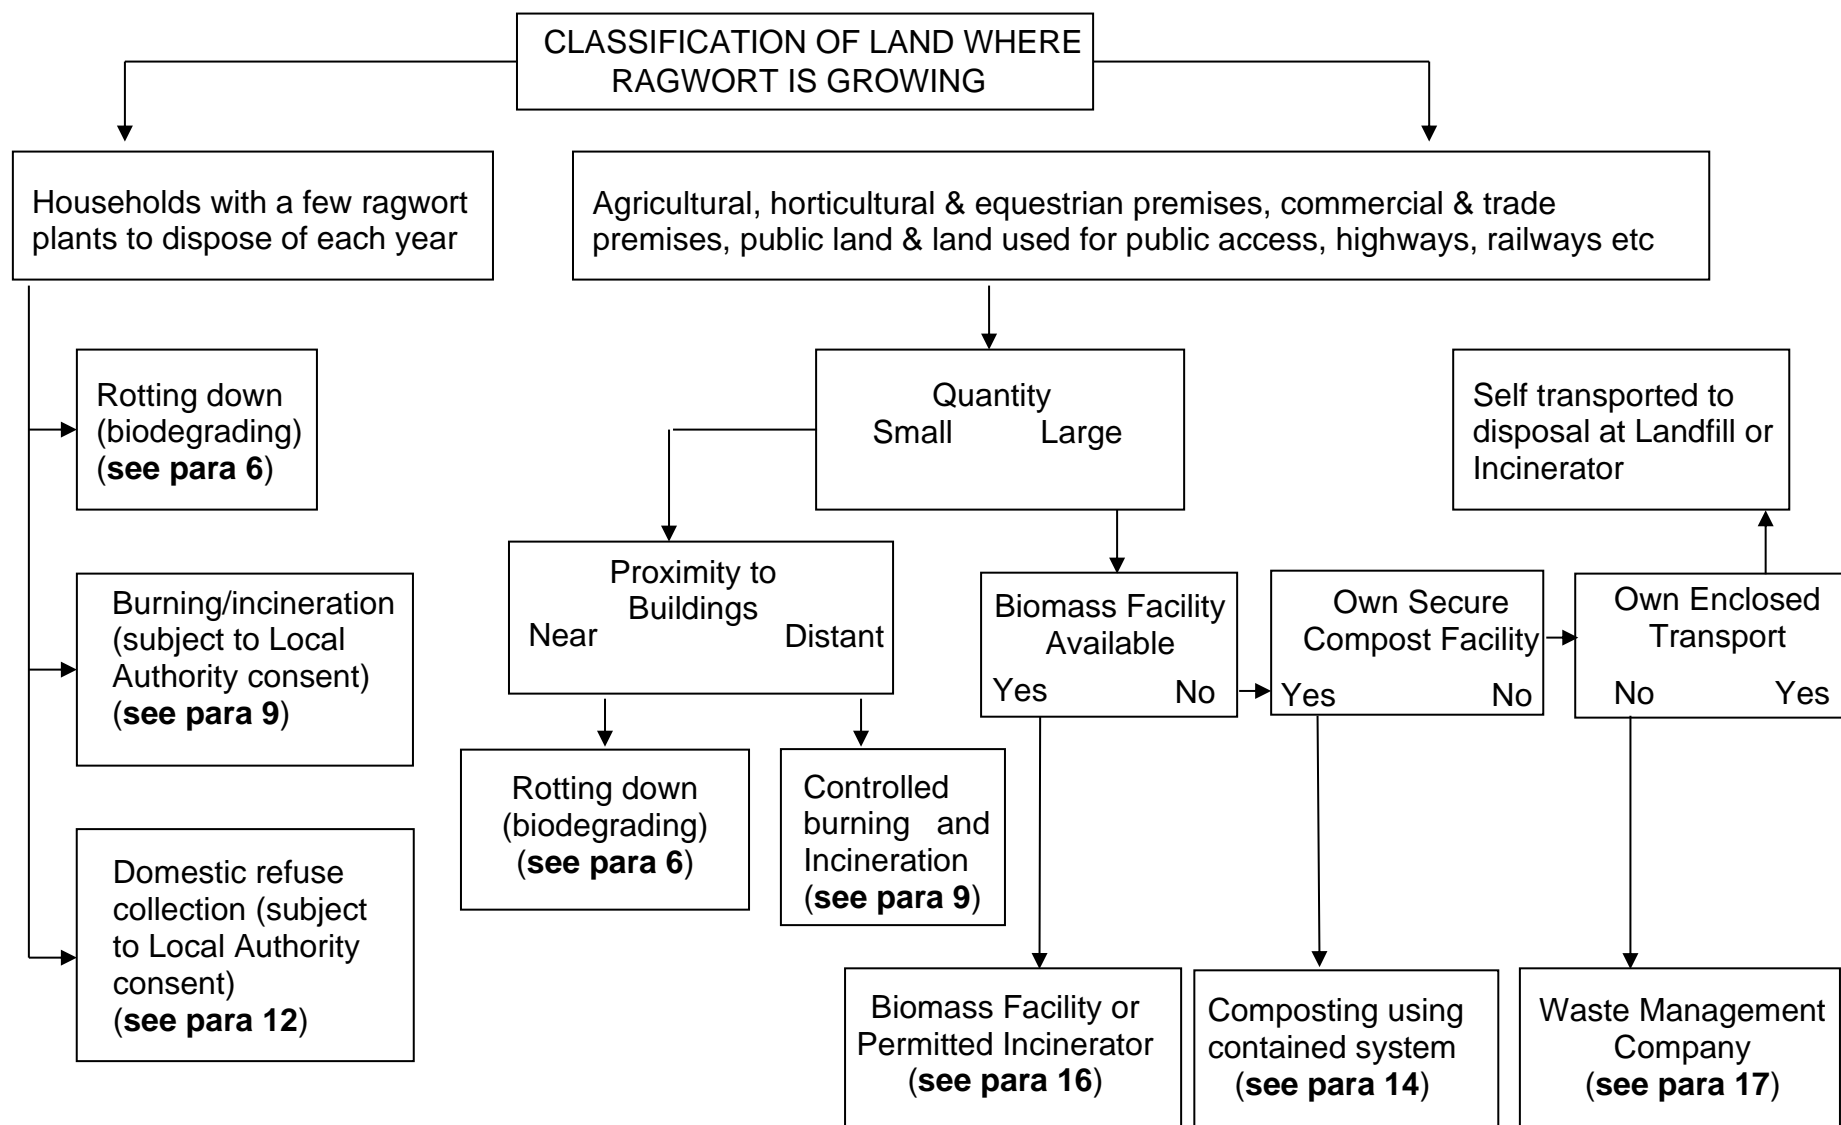 CLASSIFICATION OF LAND WHERE
RAGWORT IS GROWING
Households with a few ragwort
plants to dispose of each year
Agricultural, horticultural & equestrian premises, commercial & trade
premises, public land & land used for public access, highways, railways etc
Rotting down
(biodegrading)
(see para 6)
Quantity
Small Large
Self transported to
disposal at Landfill or
Incinerator
Burning/incineration
(subject to Local
Authority consent)
(see para 9)
Proximity to
Buildings
Near Distant
Biomass Facility
Available
Yes No
Own Secure
Compost Facility
Yes No
Own Enclosed
Transport
No Yes
Rotting down
(biodegrading)
(see para 6)
Controlled
burning and
Incineration
(see para 9)
Domestic refuse
collection (subject
to Local Authority
consent)
(see para 12)
Biomass Facility or
Permitted Incinerator
(see para 16)
Composting using
contained system
(see para 14)
Waste Management
Company
(see para 17)